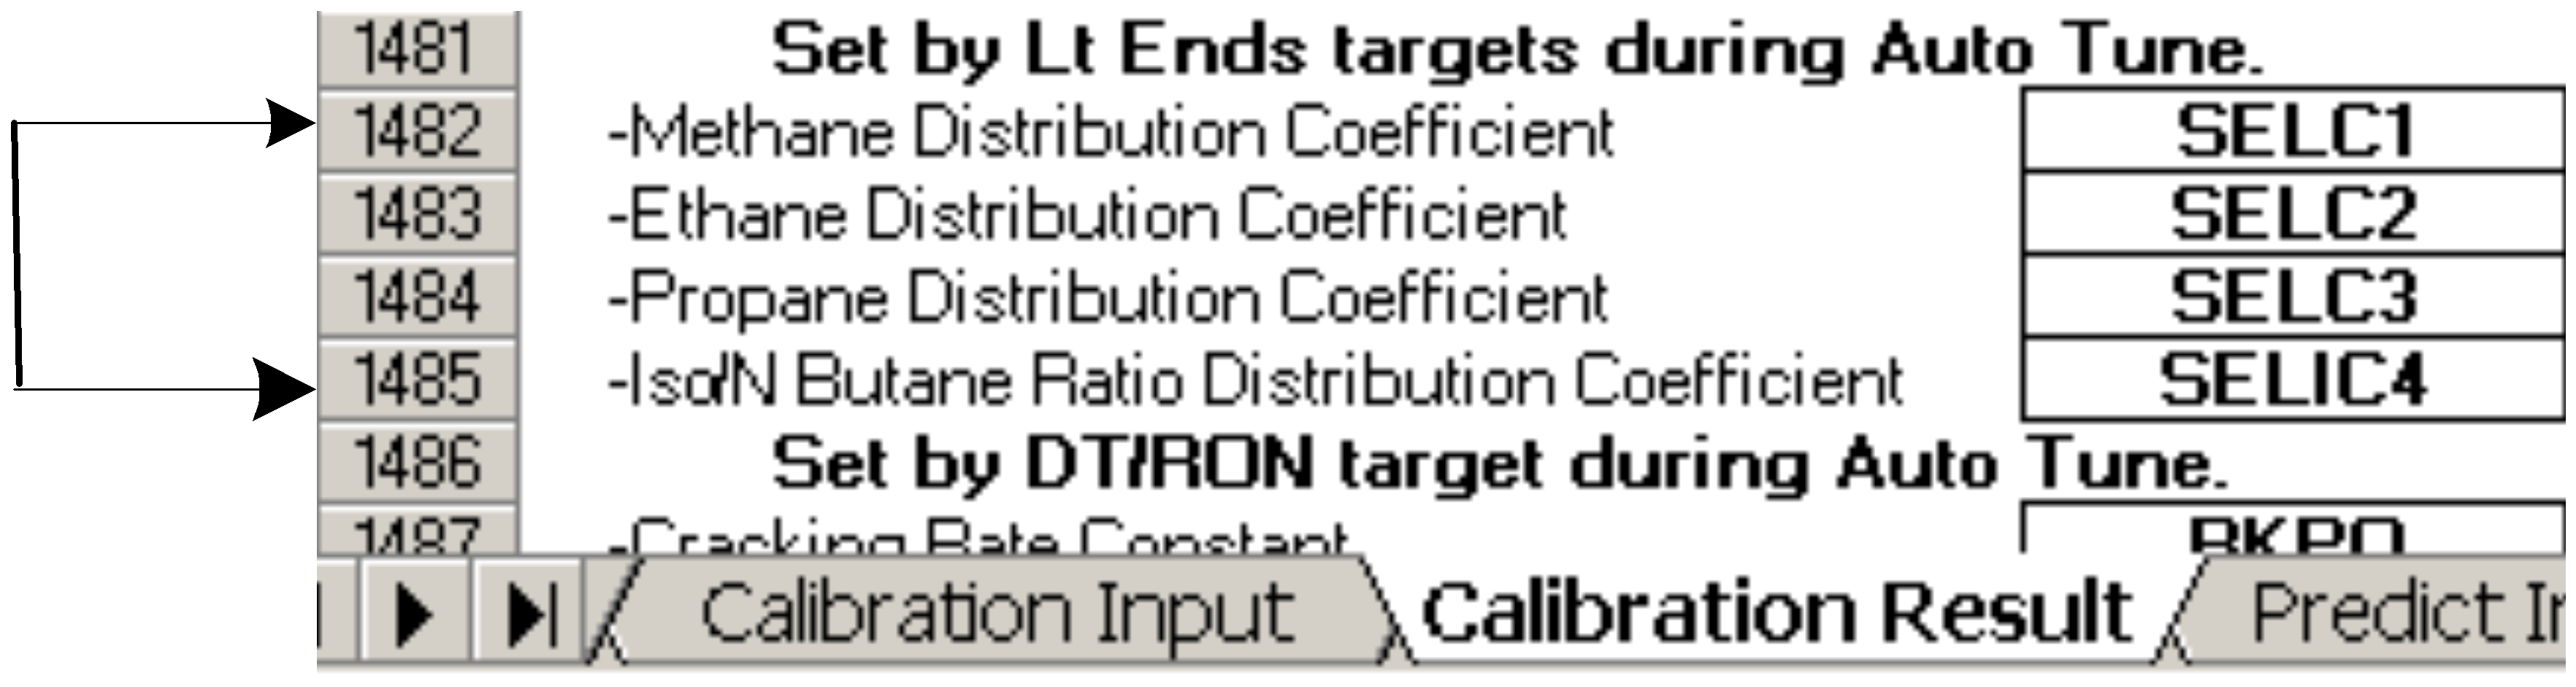 1481 Set by Lt Ends targets during Auto Tune.
1482 -Methane Distribution Coefficient SELC1
1483 -Ethane Distribution Coefficient SELC2
1484 -Propane Distribution Coefficient SELC3
1485 -Iso/N Butane Ratio Distribution Coefficient SELIC4
1486 Set by DT/RON target during Auto Tune.
1487 -Cracking Rate Constant
Calibration Input Calibration Result Predict